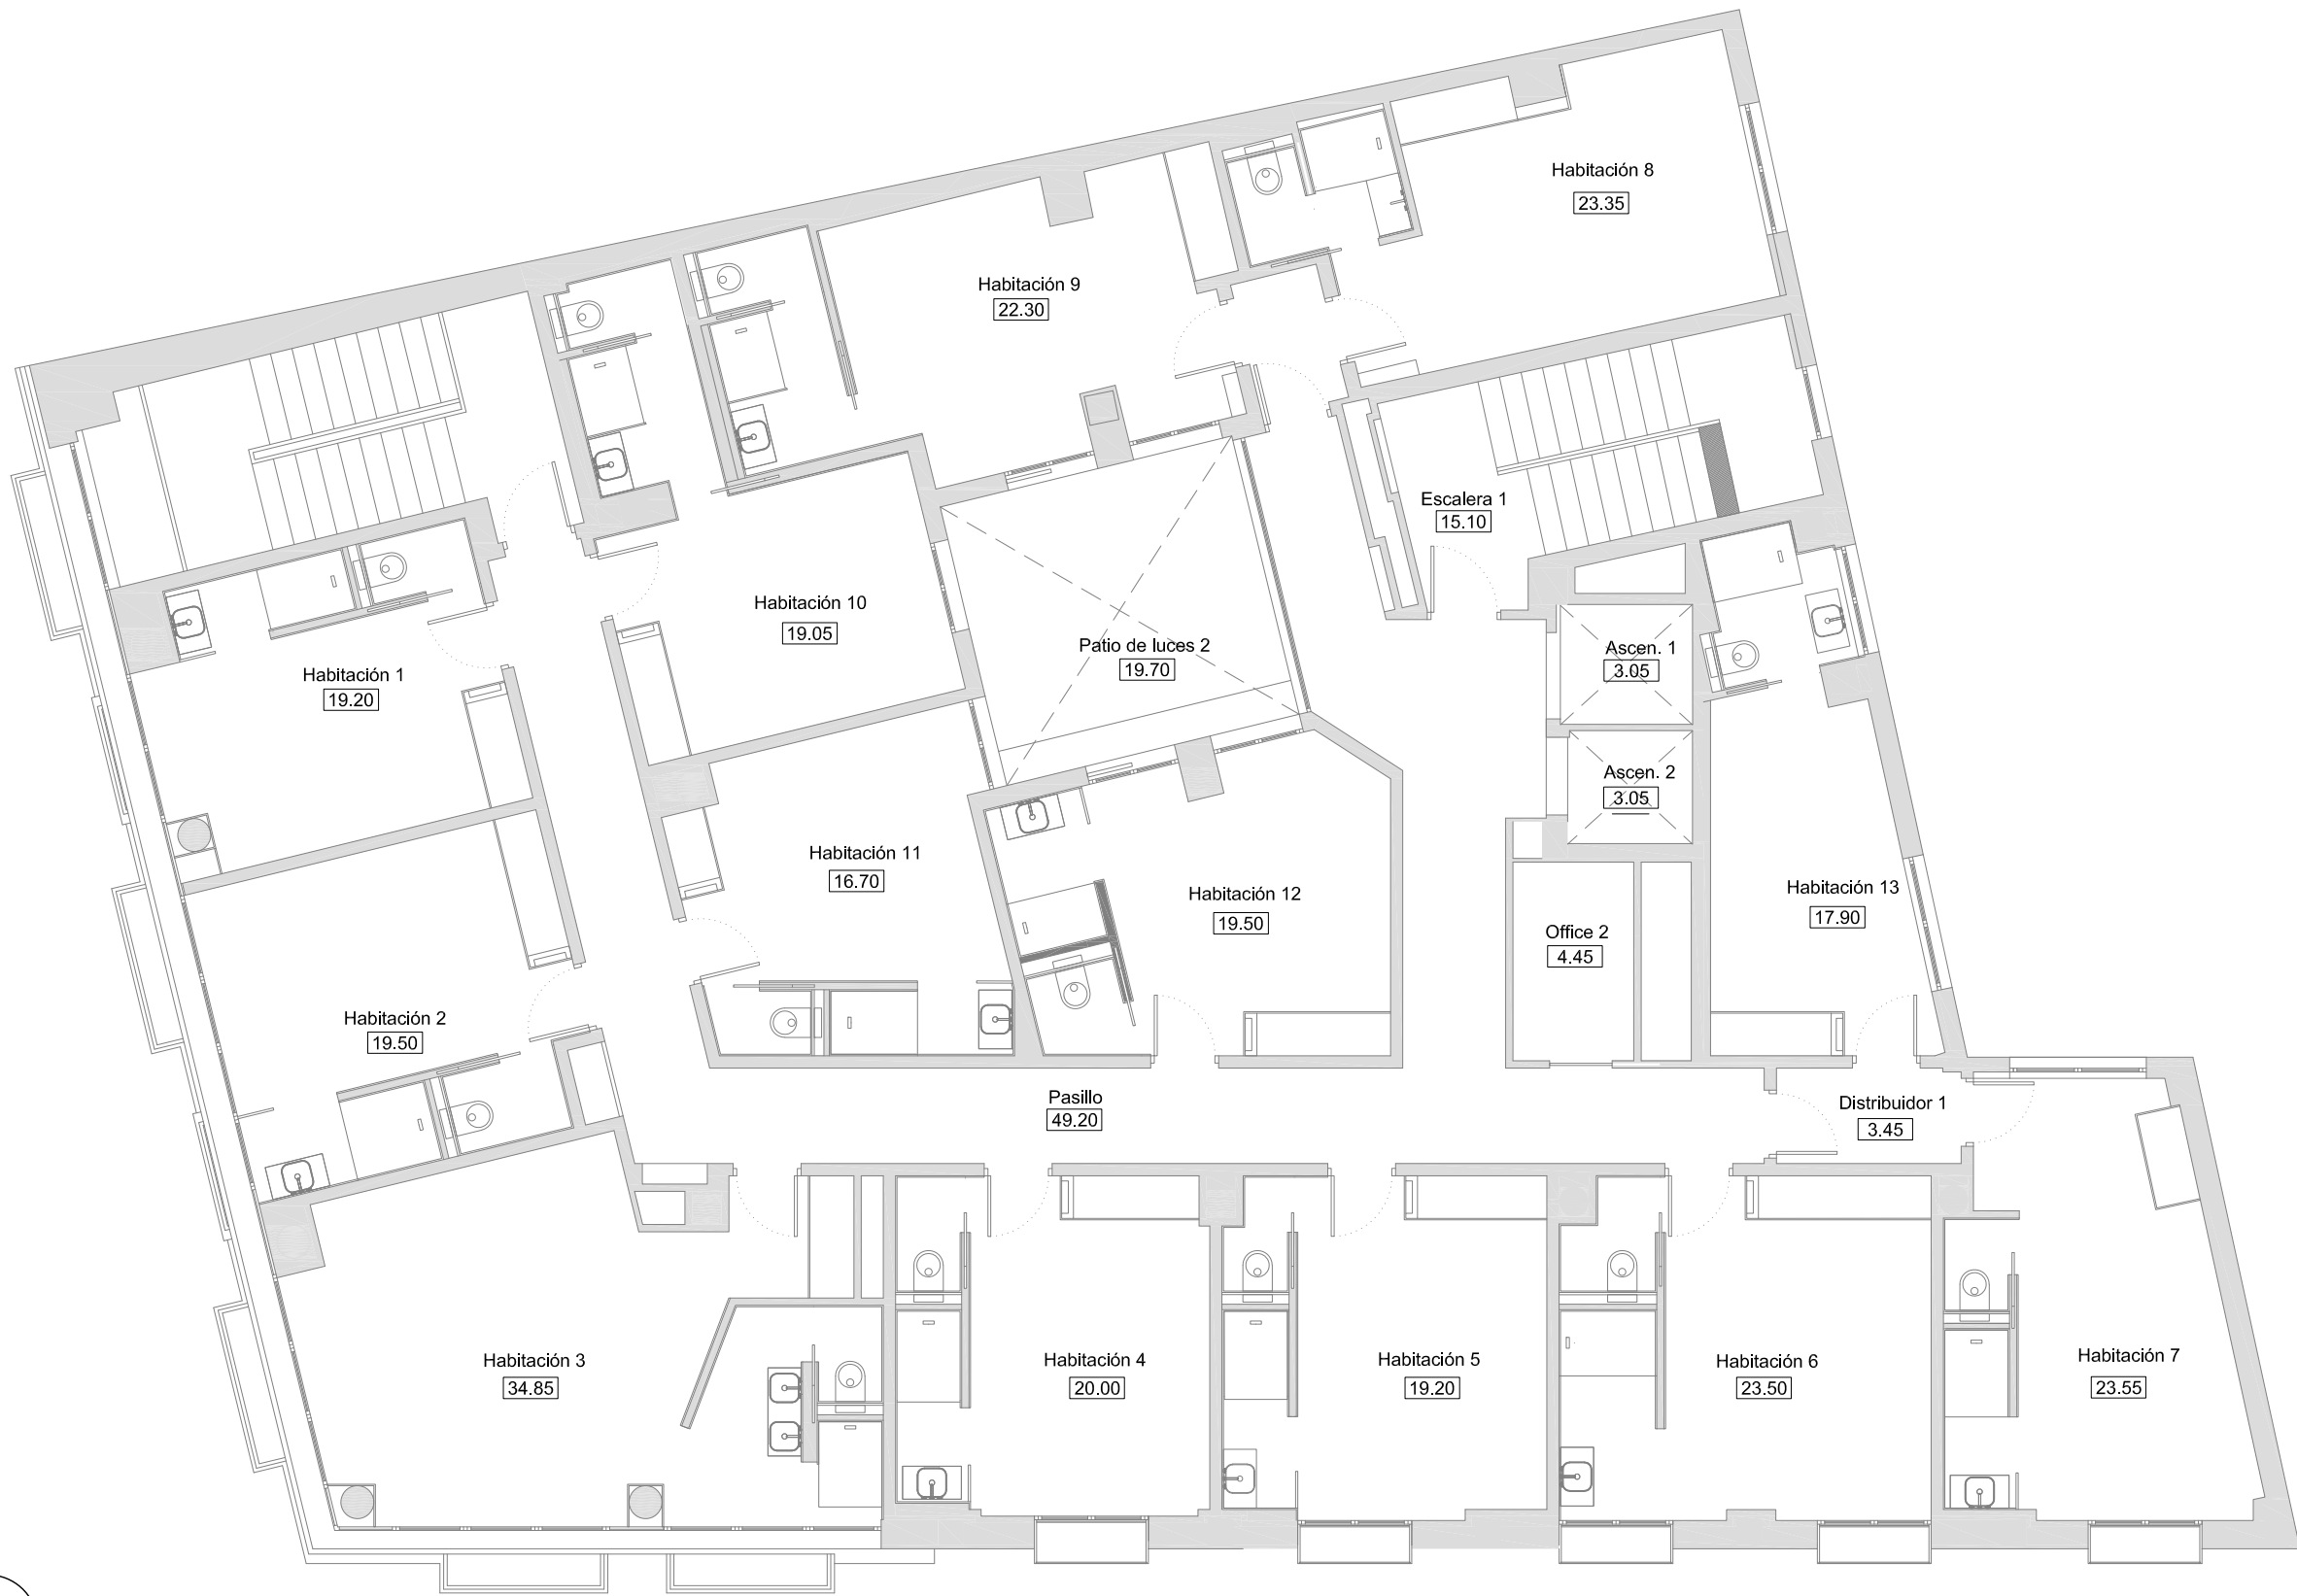 Habitación 8
23.35
Habitación 9
22.30
Escalera 1
15.10
Habitación 10
19.05
Patio de luces 2
19.70
Ascen. 1
3.05
Habitación 1
19.20
Ascen. 2
3.05
Habitación 11
16.70
Habitación 12
19.50
Habitación 13
17.90
Office 2
4.45
Habitación 2
19.50
Pasillo
49.20
Distribuidor 1
3.45
Habitación 3
34.85
Habitación 4
20.00
Habitación 5
19.20
Habitación 6
23.50
Habitación 7
23.55